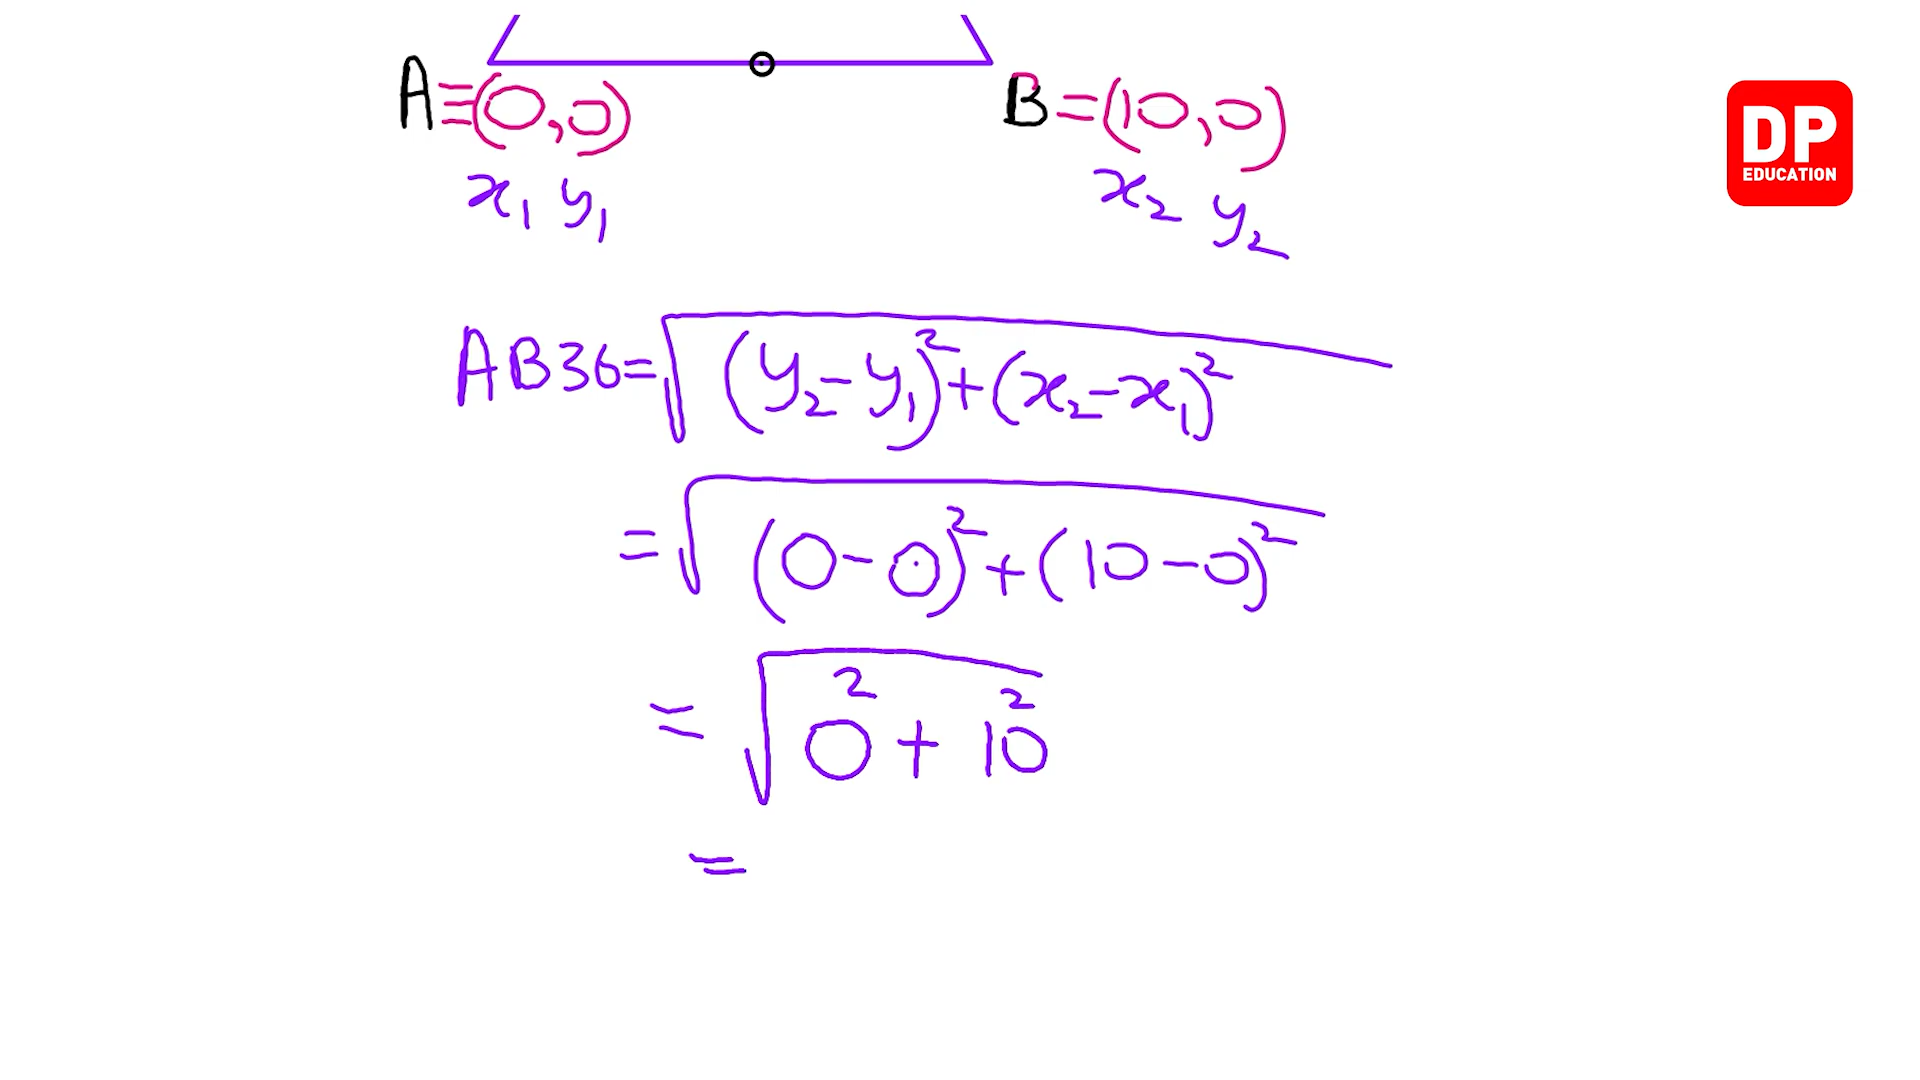 A≡(0,0) B=(10,0)
x₁ y₁ x₂ y₂
DP
EDUCATION
AB36=√(y₂-y₁)²+(x₂-x₁)²
=√(0-0)²+(10-0)²
=√0²+10²
=